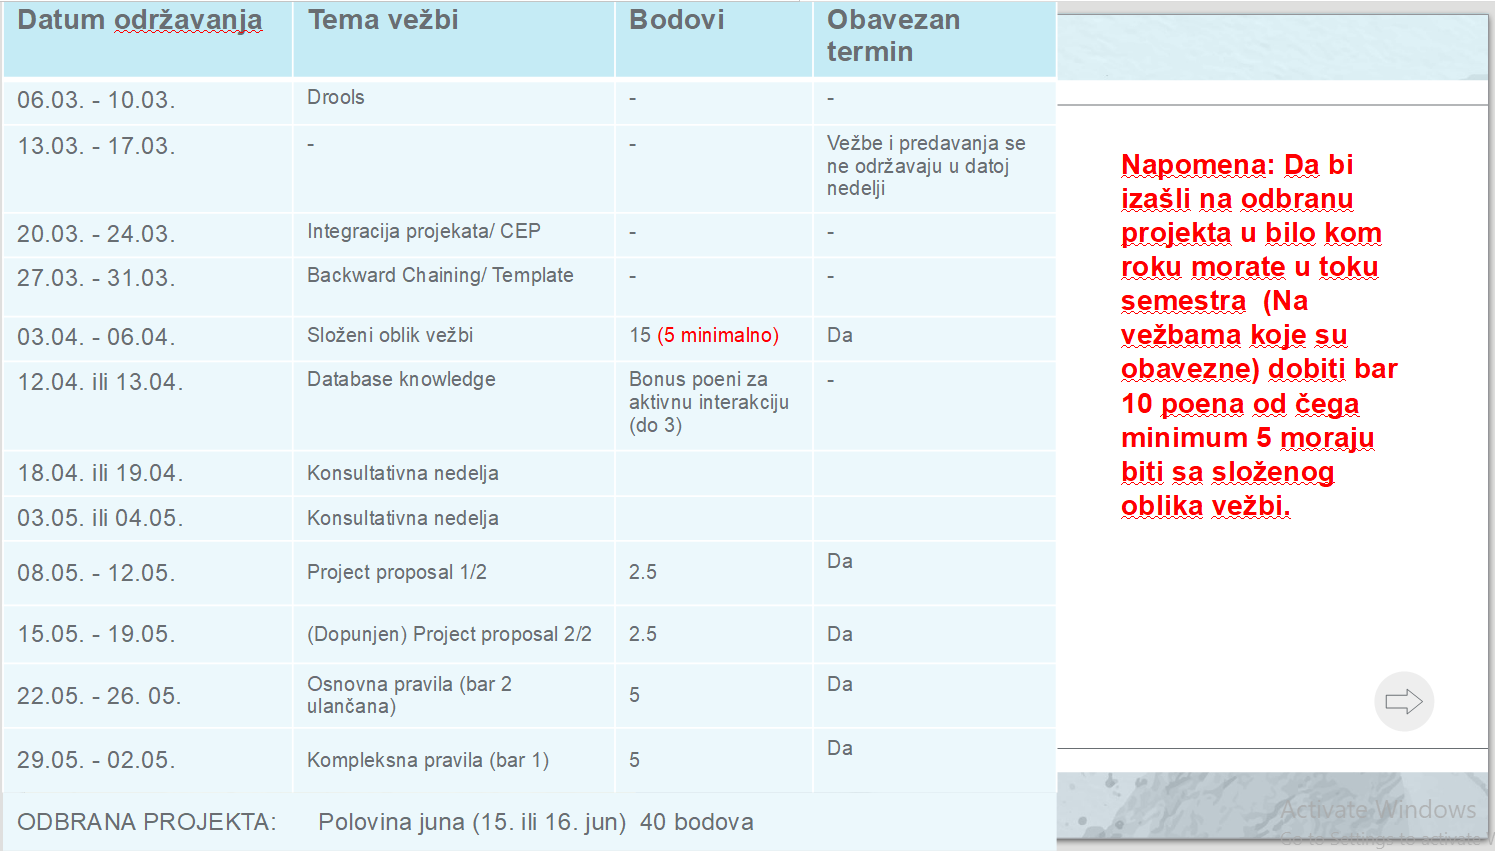 Datum održavanja
Tema vežbi
Bodovi
Obavezan
termin
06.03. - 10.03.
Drools
-
-
13.03. - 17.03.
-
-
Vežbe i predavanja se
ne održavaju u datoj
nedelji
20.03. - 24.03.
Integracija projekata/ CEP
-
-
27.03. - 31.03.
Backward Chaining/ Template
-
-
03.04. - 06.04.
Složeni oblik vežbi
15 (5 minimalno)
Da
12.04. ili 13.04.
Database knowledge
Bonus poeni za
aktivnu interakciju
(do 3)
-
18.04. ili 19.04.
Konsultativna nedelja
03.05. ili 04.05.
Konsultativna nedelja
08.05. - 12.05.
Project proposal 1/2
2.5
Da
15.05. - 19.05.
(Dopunjen) Project proposal 2/2
2.5
Da
22.05. - 26. 05.
Osnovna pravila (bar 2
ulančana)
5
Da
29.05. - 02.05.
Kompleksna pravila (bar 1)
5
Da
ODBRANA PROJEKTA: Polovina juna (15. ili 16. jun) 40 bodova
Napomena: Da bi
izašli na odbranu
projekta u bilo kom
roku morate u toku
semestra (Na
vežbama koje su
obavezne) dobiti bar
10 poena od čega
minimum 5 moraju
biti sa složenog
oblika vežbi.
Activate Windows
Go to Settings to activate W